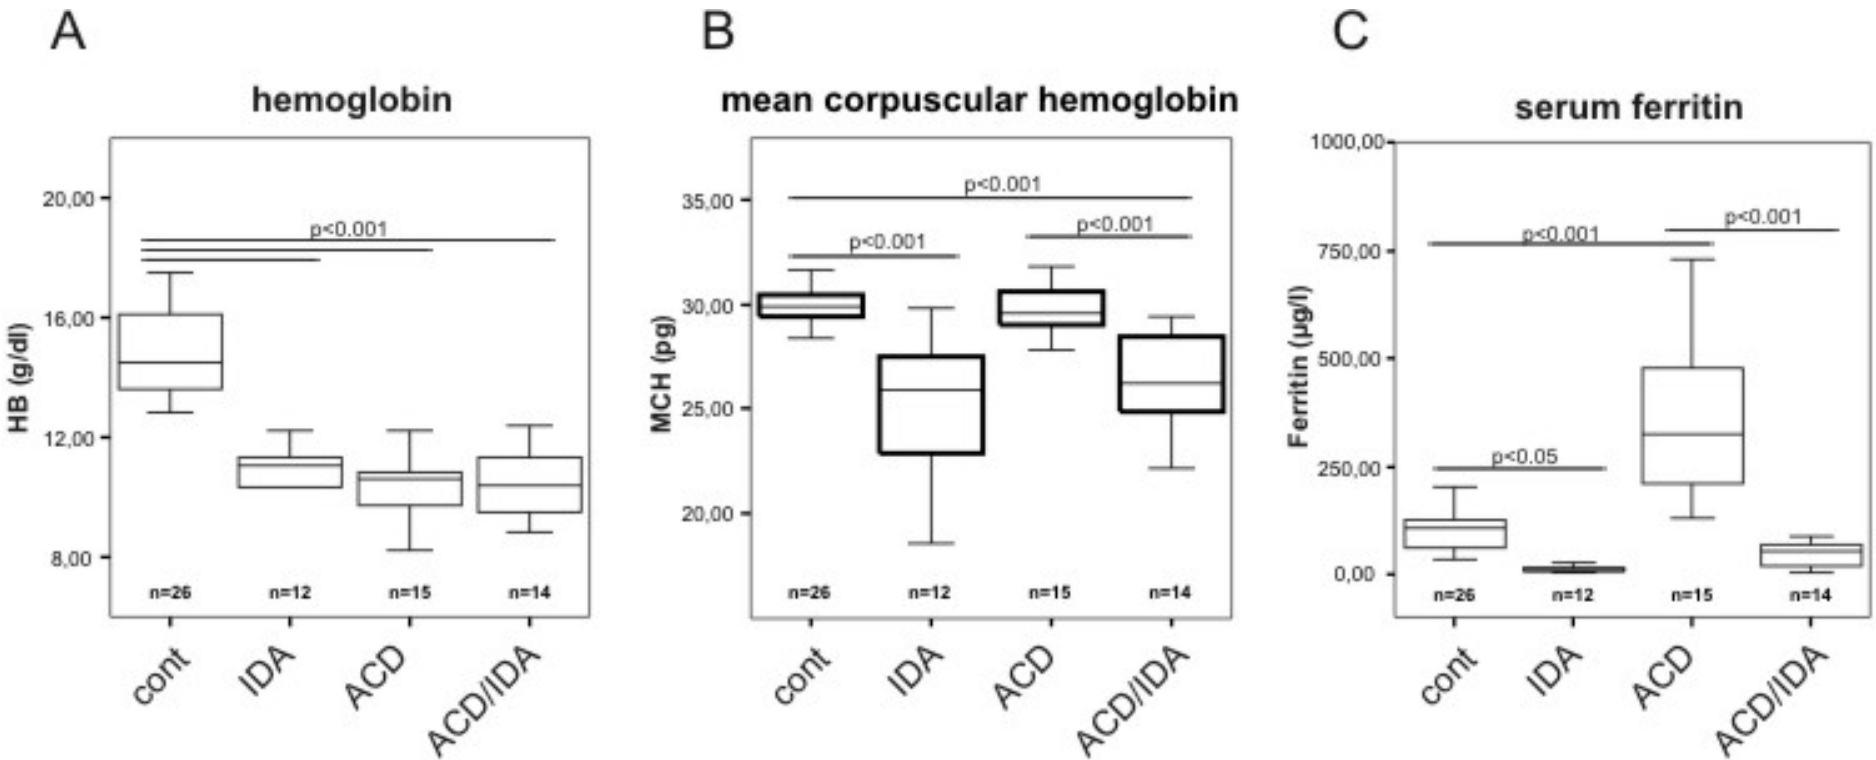 A
hemoglobin
HB (g/dl)
20,00
16,00
12,00
8,00
p<0.001
n=26
n=12
n=15
n=14
cont
IDA
ACD
ACD/IDA
B
mean corpuscular hemoglobin
MCH (pg)
35,00
30,00
25,00
20,00
p<0.001
p<0.001
p<0.001
n=26
n=12
n=15
n=14
cont
IDA
ACD
ACD/IDA
C
serum ferritin
Ferritin (µg/l)
1000,00
750,00
500,00
250,00
0,00
p<0.001
p<0.001
p<0.05
n=26
n=12
n=15
n=14
cont
IDA
ACD
ACD/IDA